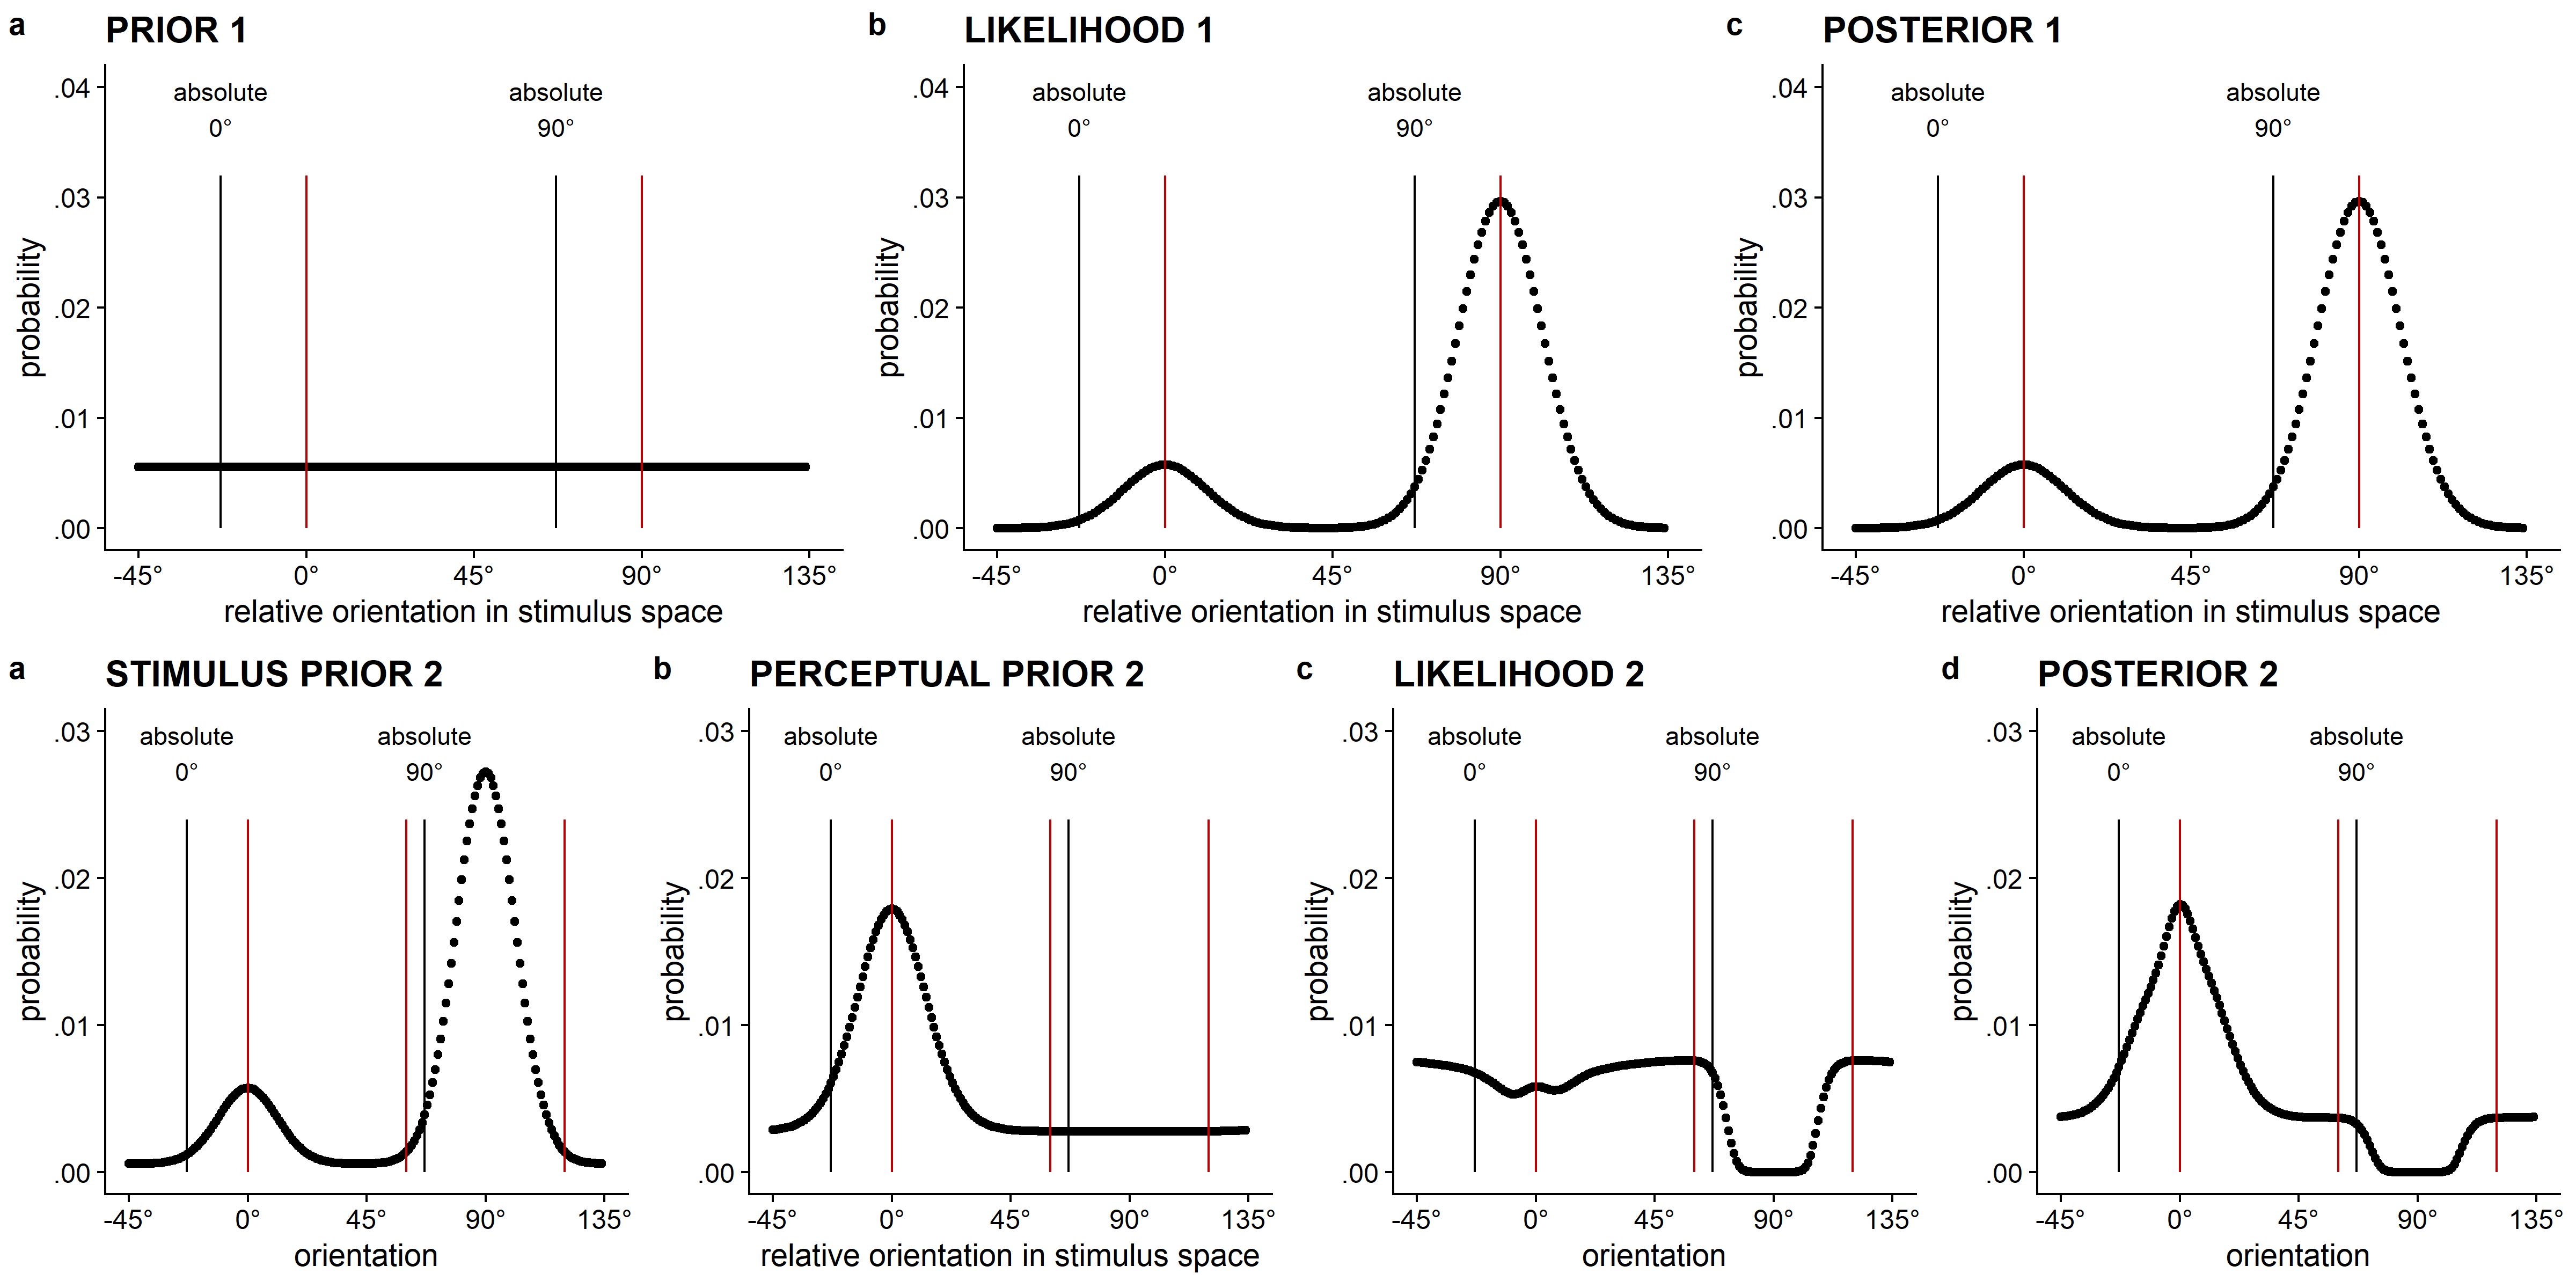 a PRIOR 1
.04
.03
.02
.01
.00
absolute
0°
absolute
90°
probability
-45° 0° 45° 90° 135°
relative orientation in stimulus space
b LIKELIHOOD 1
.04
.03
.02
.01
.00
absolute
0°
absolute
90°
probability
-45° 0° 45° 90° 135°
relative orientation in stimulus space
c POSTERIOR 1
.04
.03
.02
.01
.00
absolute
0°
absolute
90°
probability
-45° 0° 45° 90° 135°
relative orientation in stimulus space
a STIMULUS PRIOR 2
.03
.02
.01
.00
absolute
0°
absolute
90°
probability
-45° 0° 45° 90° 135°
orientation
b PERCEPTUAL PRIOR 2
.03
.02
.01
.00
absolute
0°
absolute
90°
probability
-45° 0° 45° 90° 135°
relative orientation in stimulus space
c LIKELIHOOD 2
.03
.02
.01
.00
absolute
0°
absolute
90°
probability
-45° 0° 45° 90° 135°
orientation
d POSTERIOR 2
.03
.02
.01
.00
absolute
0°
absolute
90°
probability
-45° 0° 45° 90° 135°
orientation